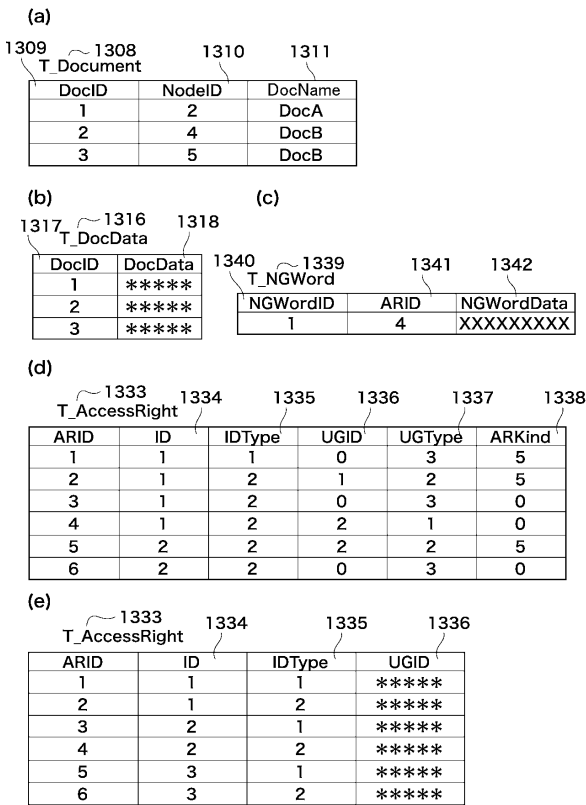 (a)
1309 1308 1310 1311
T_Document
DocID NodeID DocName
1 2 DocA
2 4 DocB
3 5 DocB
(b) (c)
1317 1316 1318
T_DocData
DocID DocData
1 *****
2 *****
3 *****
1340 1339 1341 1342
T_NGWord
NGWordID ARID NGWordData
1 4 XXXXXXXXX
(d)
1333 1334 1335 1336 1337 1338
T_AccessRight
ARID ID IDType UGID UGType ARKind
1 1 1 0 3 5
2 1 2 1 2 5
3 1 2 0 3 0
4 1 2 2 1 0
5 2 2 2 2 5
6 2 2 0 3 0
(e)
1333 1334 1335 1336
T_AccessRight
ARID ID IDType UGID
1 1 1 *****
2 1 2 *****
3 2 1 *****
4 2 2 *****
5 3 1 *****
6 3 2 *****